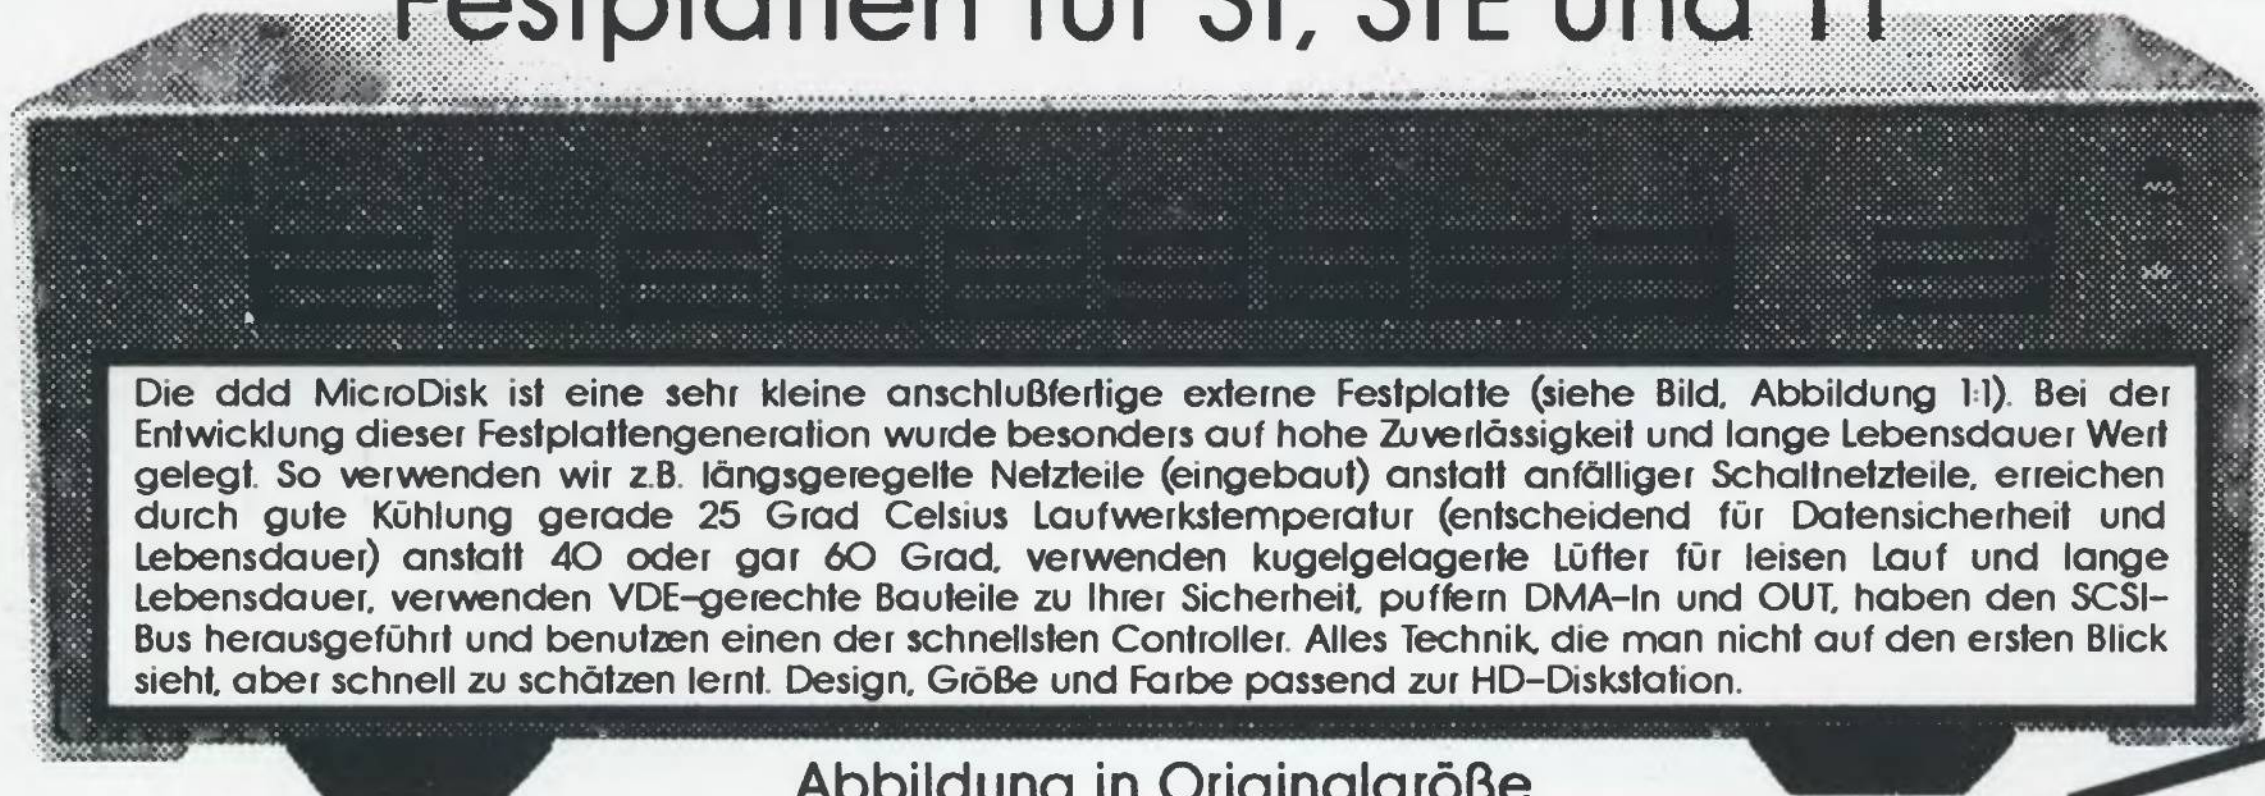 Festplatten für ST, STE und TT
Die ddd MicroDisk ist eine sehr kleine anschlußfertige externe Festplatte (siehe Bild, Abbildung 1:1). Bei der
Entwicklung dieser Festplattengeneration wurde besonders auf hohe Zuverlässigkeit und lange Lebensdauer Wert
gelegt. So verwenden wir z.B. längsgeregelte Netzteile (eingebaut) anstatt anfälliger Schaltnetzteile, erreichen
durch gute Kühlung gerade 25 Grad Celsius Laufwerkstemperatur (entscheidend für Datensicherheit und
Lebensdauer) anstatt 40 oder gar 60 Grad, verwenden kugelgelagerte Lüfter für leisen Lauf und lange
Lebensdauer, verwenden VDE-gerechte Bauteile zu Ihrer Sicherheit, puffern DMA-In und OUT, haben den SCSI-
Bus herausgeführt und benutzen einen der schnellsten Controller. Alles Technik, die man nicht auf den ersten Blick
sieht, aber schnell zu schätzen lernt. Design, Größe und Farbe passend zur HD-Diskstation.
Abbildung in Originalgröße